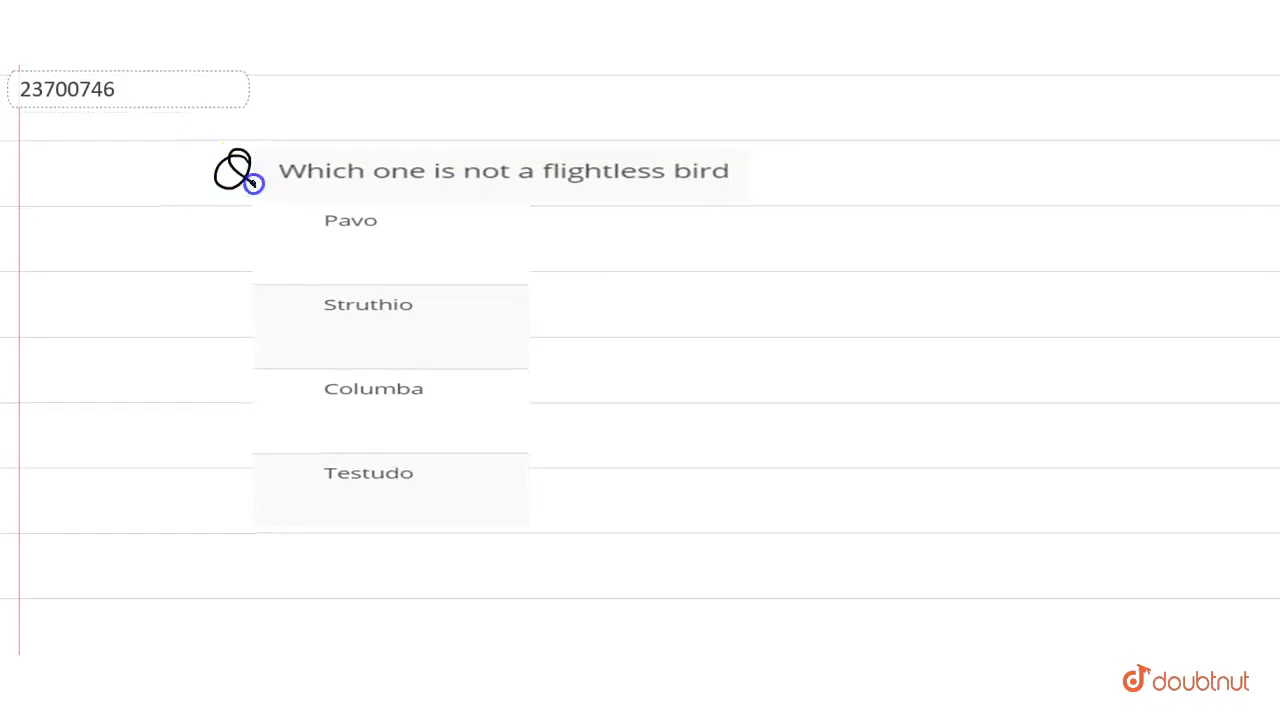 23700746
Q. Which one is not a flightless bird
Pavo
Struthio
Columba
Testudo
doubtnut